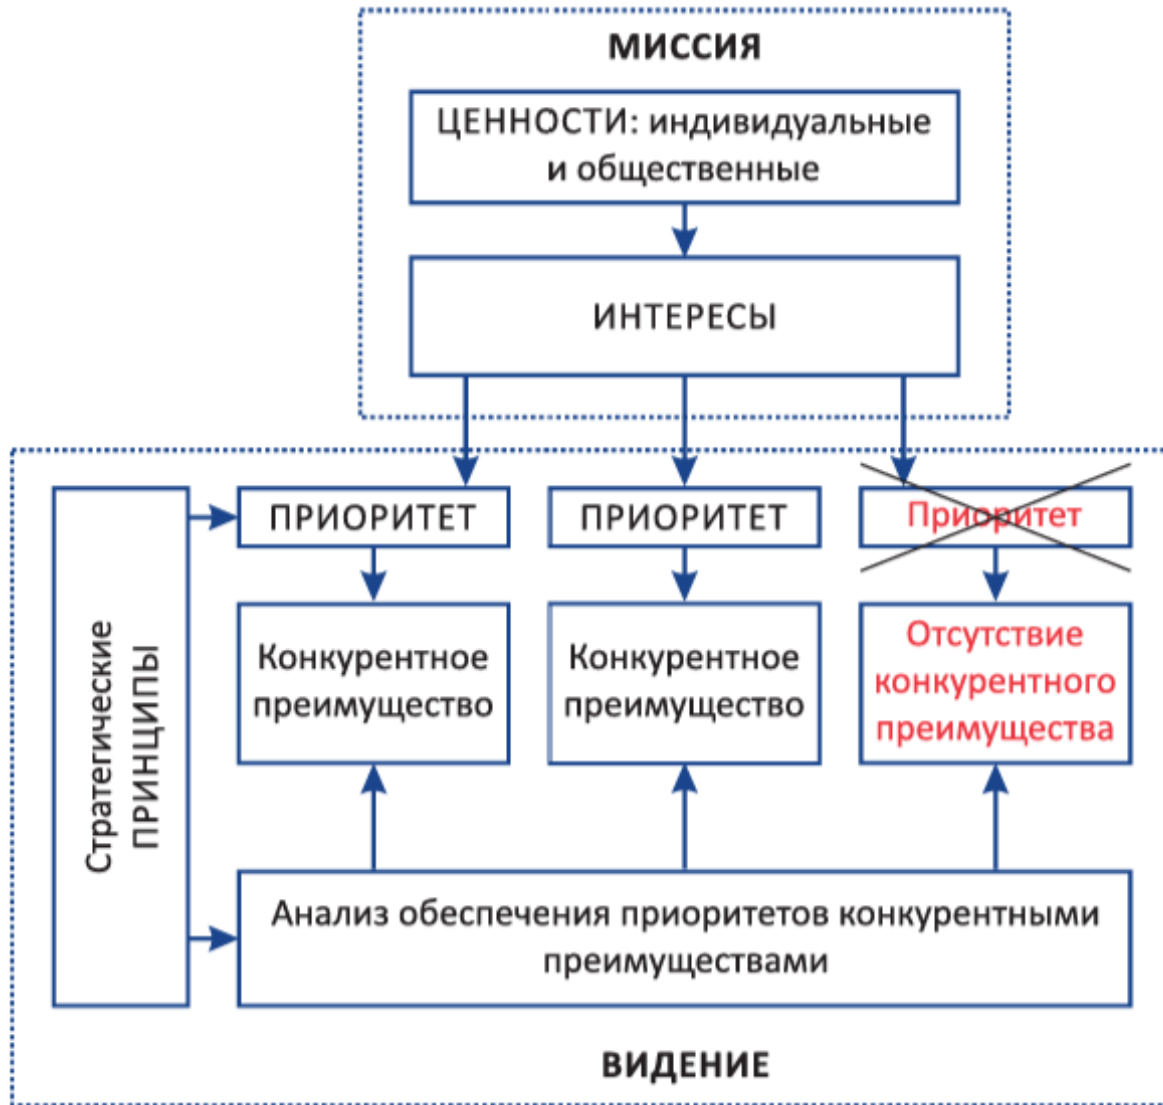 МИССИЯ
ЦЕННОСТИ: индивидуальные
и общественные
ИНТЕРЕСЫ
Стратегические
ПРИНЦИПЫ
ПРИОРИТЕТ
ПРИОРИТЕТ
Приоритет
Конкурентное
преимущество
Конкурентное
преимущество
Отсутствие
конкурентного
преимущества
Анализ обеспечения приоритетов конкурентными
преимуществами
ВИДЕНИЕ